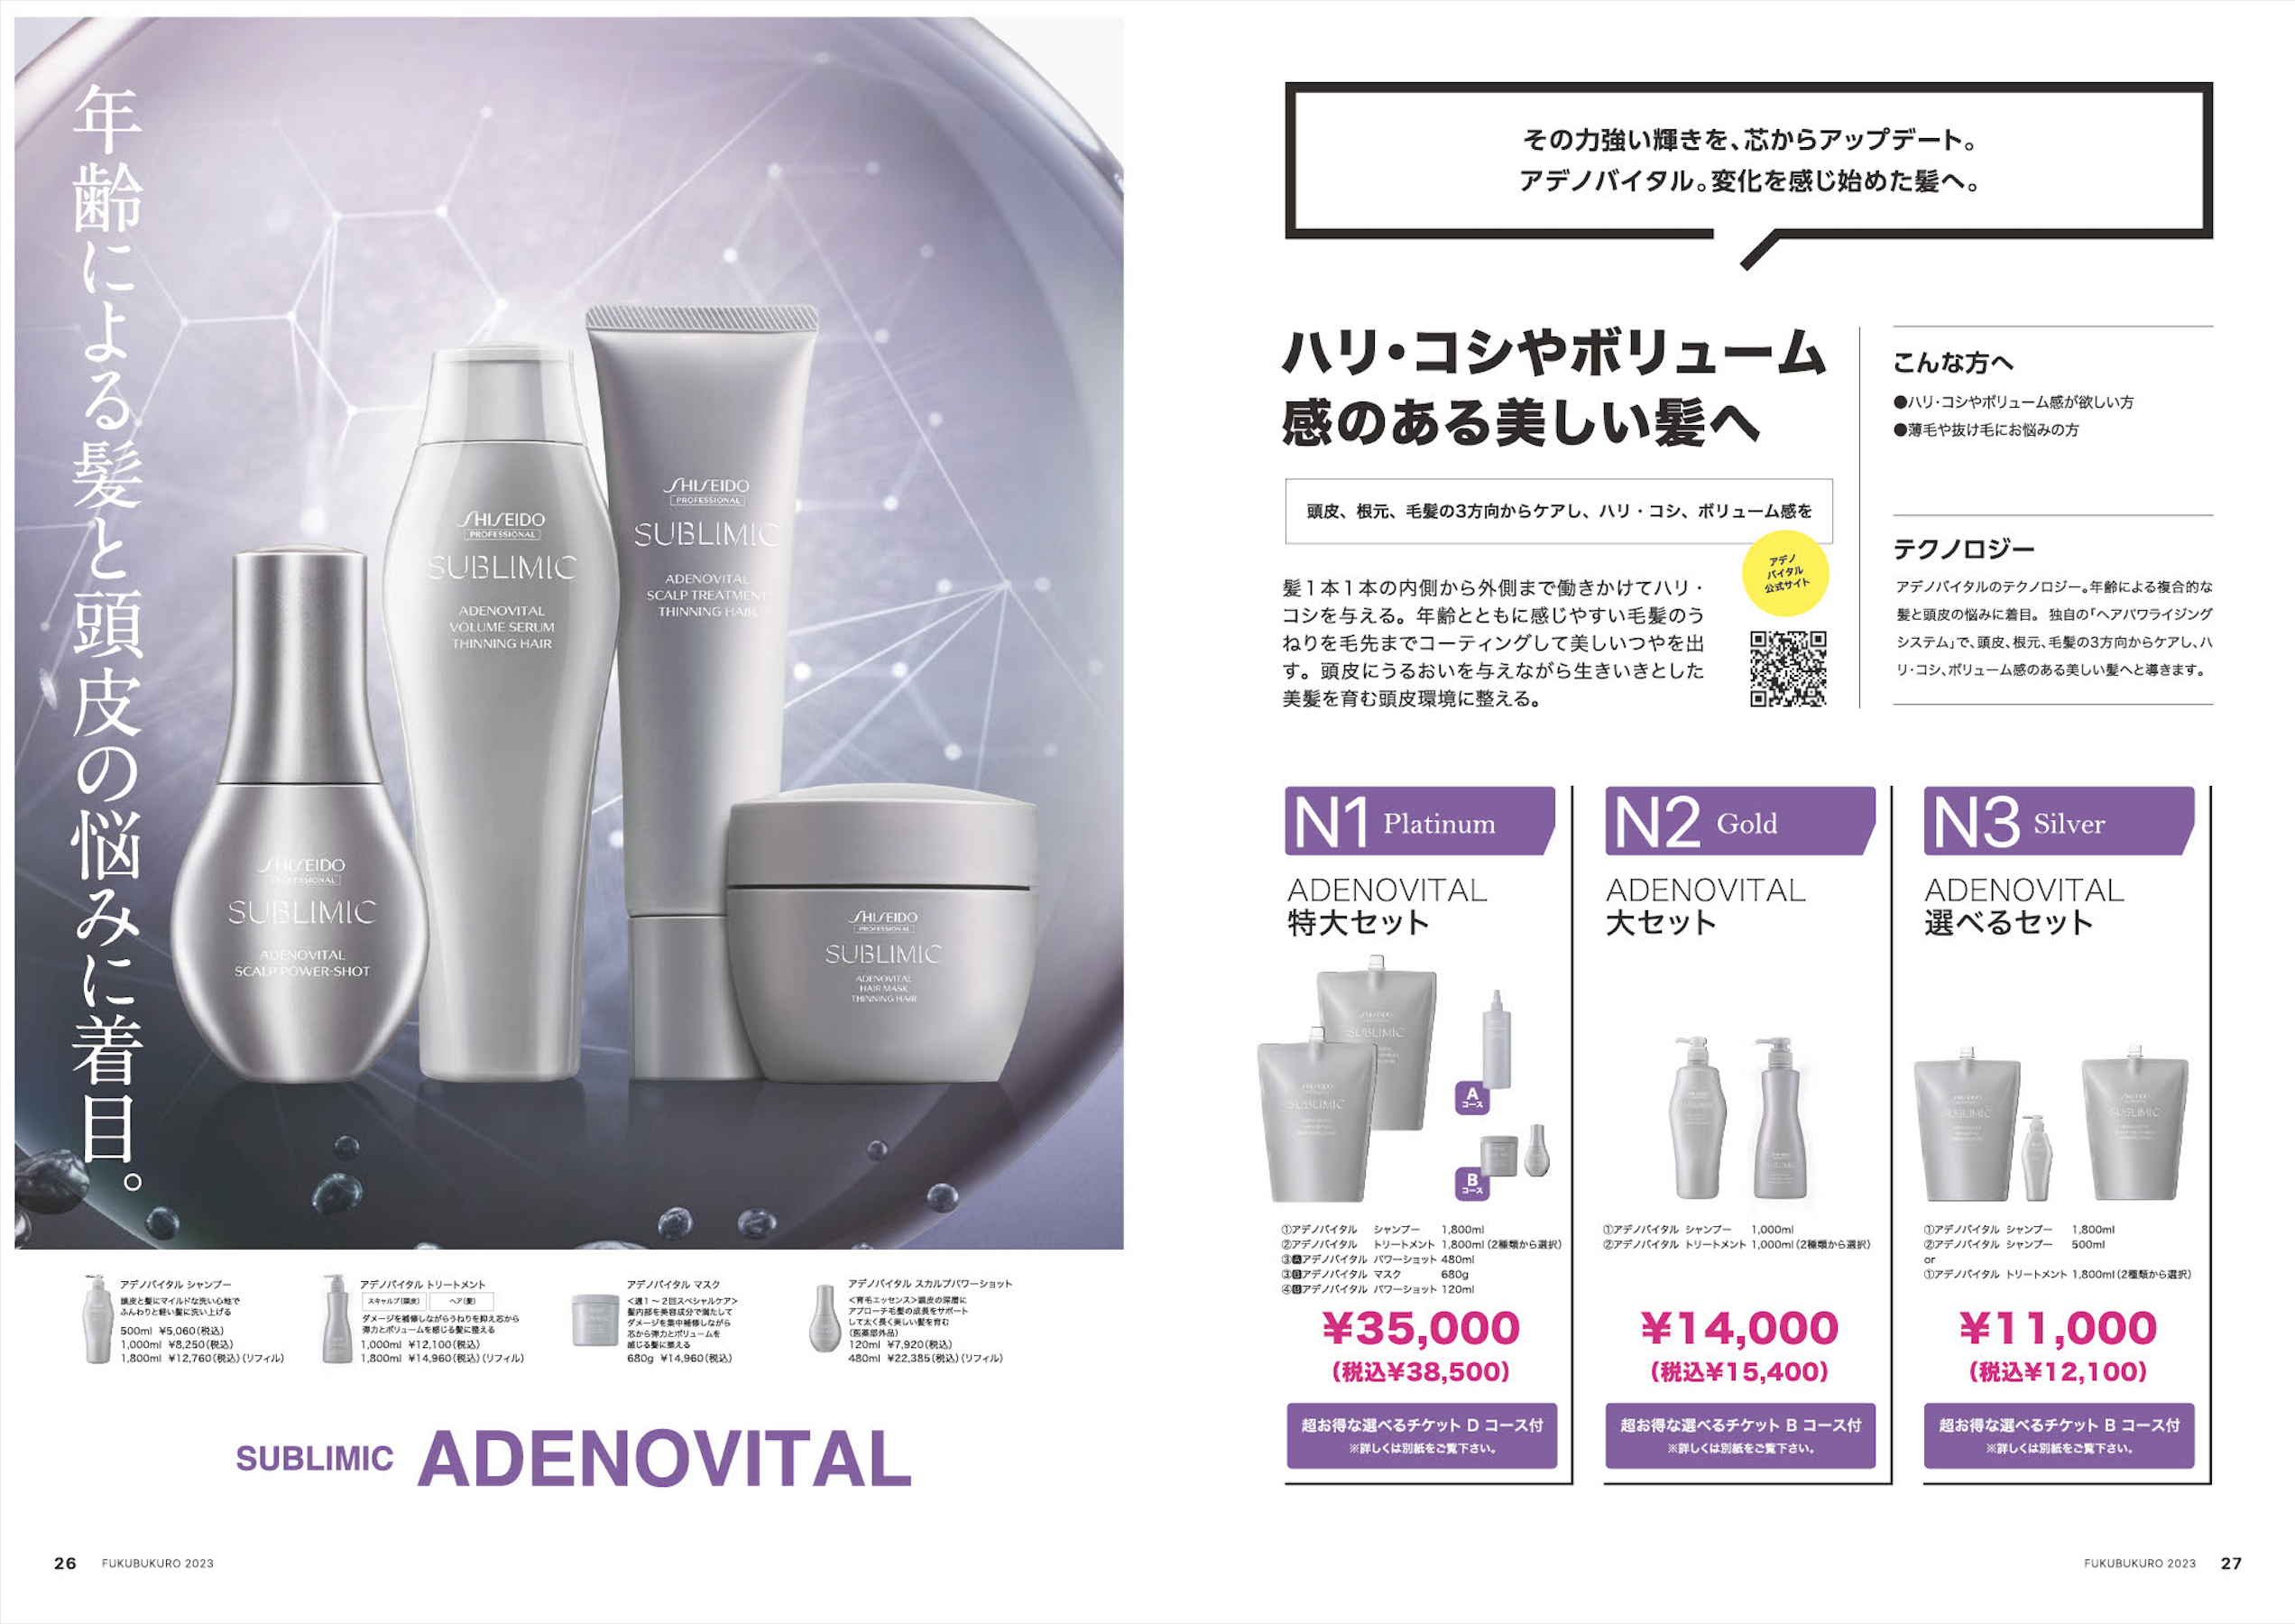 年齢による髪と頭皮の悩みに着目。
SHISEIDO
PROFESSIONAL
SUBLIMIC
ADENOVITAL
SCALP POWER-SHOT
SHISEIDO
PROFESSIONAL
SUBLIMIC
ADENOVITAL
VOLUME SERUM
THINNING HAIR
SHISEIDO
PROFESSIONAL
SUBLIMIC
ADENOVITAL
SCALP TREATMENT
THINNING HAIR
SHISEIDO
PROFESSIONAL
SUBLIMIC
ADENOVITAL
HAIR MASK
THINNING HAIR
アデノバイタル シャンプー
頭皮と髪にマイルドな洗い心地で
ふんわりと軽い髪に洗い上げる
500ml ¥5,060(税込)
1,000ml ¥8,250(税込)
1,800ml ¥12,760(税込)(リフィル)
アデノバイタル トリートメント
スキャルプ(頭皮) ヘア(髪)
ダメージを補修しながらうねりを抑え芯から
弾力とボリュームを感じる髪に整える
1,000ml ¥12,100(税込)
1,800ml ¥14,960(税込)(リフィル)
アデノバイタル マスク
<週1～2回スペシャルケア>
髪内部を美容成分で満たして
ダメージを集中補修しながら
芯から弾力とボリュームを
感じる髪に整える
680g ¥14,960(税込)
アデノバイタル スカルプパワーショット
<育毛エッセンス>頭皮の深層に
アプローチ毛髪の成長をサポート
して太く長く美しい髪を育む
(医薬部外品)
120ml ¥7,920(税込)
480ml ¥22,385(税込)(リフィル)
SUBLIMIC ADENOVITAL
26 FUKUBUKURO 2023
その力強い輝きを、芯からアップデート。
アデノバイタル。変化を感じ始めた髪へ。
ハリ・コシやボリューム
感のある美しい髪へ
頭皮、根元、毛髪の3方向からケアし、ハリ・コシ、ボリューム感を
髪1本1本の内側から外側まで働きかけてハリ・
コシを与える。年齢とともに感じやすい毛髪のう
ねりを毛先までコーティングして美しいつやを出
す。頭皮にうるおいを与えながら生きいきとした
美髪を育む頭皮環境に整える。
アデノ
バイタル
公式サイト
こんな方へ
●ハリ・コシやボリューム感が欲しい方
●薄毛や抜け毛にお悩みの方
テクノロジー
アデノバイタルのテクノロジー。年齢による複合的な
髪と頭皮の悩みに着目。 独自の「ヘアパワライジング
システム」で、頭皮、根元、毛髪の3方向からケアし、ハ
リ・コシ、ボリューム感のある美しい髪へと導きます。
N1 Platinum
ADENOVITAL
特大セット
SUBLIMIC
SUBLIMIC
A
コース
B
コース
①アデノバイタル シャンプー 1,800ml
②アデノバイタル トリートメント 1,800ml(2種類から選択)
③Aアデノバイタル パワーショット 480ml
③Bアデノバイタル マスク 680g
④Bアデノバイタル パワーショット 120ml
¥35,000
(税込¥38,500)
超お得な選べるチケット D コース付
※詳しくは別紙をご覧下さい。
N2 Gold
ADENOVITAL
大セット
①アデノバイタル シャンプー 1,000ml
②アデノバイタル トリートメント 1,000ml(2種類から選択)
¥14,000
(税込¥15,400)
超お得な選べるチケット B コース付
※詳しくは別紙をご覧下さい。
N3 Silver
ADENOVITAL
選べるセット
SUBLIMIC
SUBLIMIC
①アデノバイタル シャンプー 1,800ml
②アデノバイタル シャンプー 500ml
or
①アデノバイタル トリートメント 1,800ml(2種類から選択)
¥11,000
(税込¥12,100)
超お得な選べるチケット B コース付
※詳しくは別紙をご覧下さい。
FUKUBUKURO 2023 27